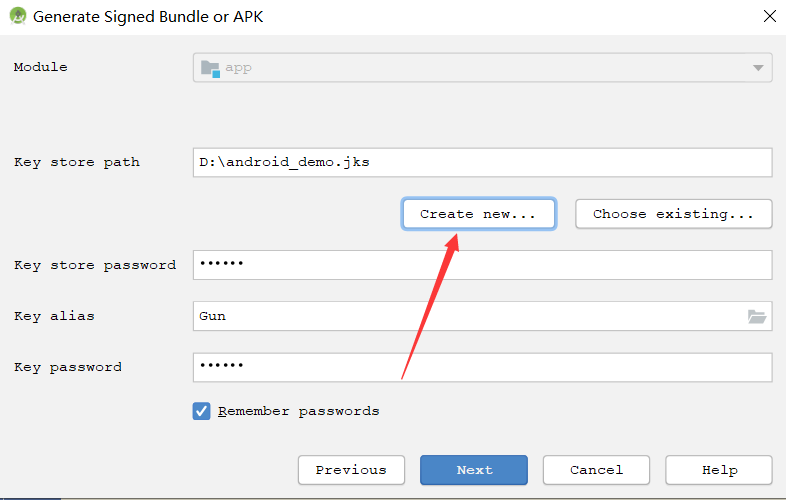 Generate Signed Bundle or APK
Module
app
Key store path
D:\android_demo.jks
Create new...
Choose existing...
Key store password
••••••
Key alias
Gun
Key password
••••••
Remember passwords
Previous
Next
Cancel
Help